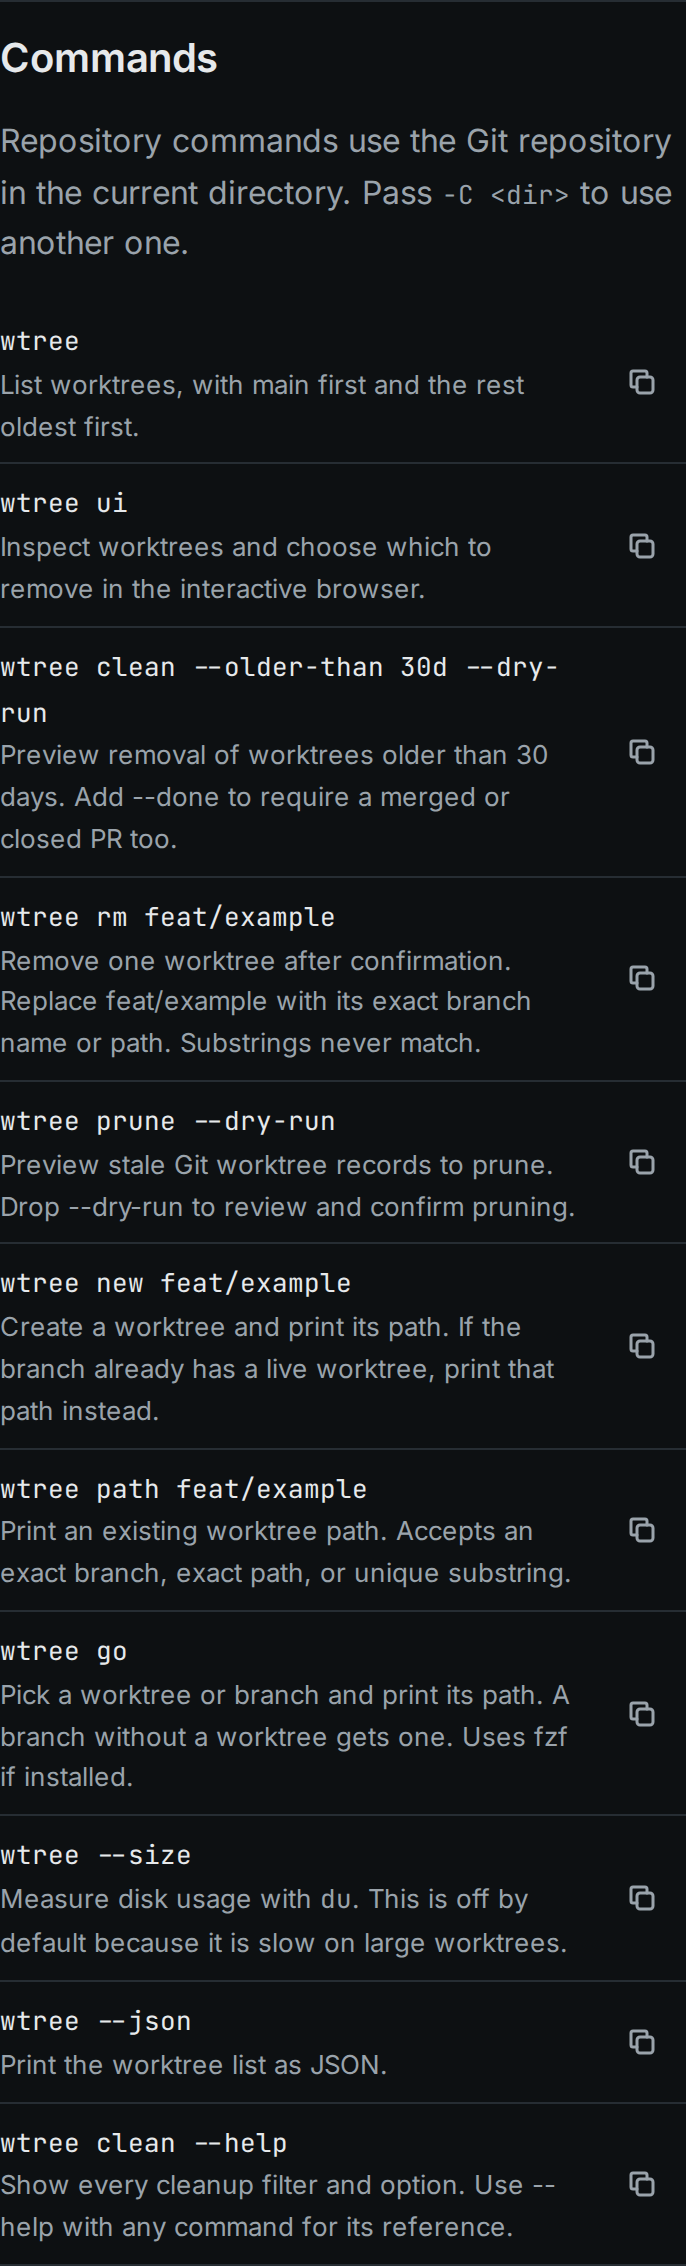 Commands
Repository commands use the Git repository
in the current directory. Pass -C <dir> to use
another one.
wtree
List worktrees, with main first and the rest
oldest first.
wtree ui
Inspect worktrees and choose which to
remove in the interactive browser.
wtree clean --older-than 30d --dry-
run
Preview removal of worktrees older than 30
days. Add --done to require a merged or
closed PR too.
wtree rm feat/example
Remove one worktree after confirmation.
Replace feat/example with its exact branch
name or path. Substrings never match.
wtree prune --dry-run
Preview stale Git worktree records to prune.
Drop --dry-run to review and confirm pruning.
wtree new feat/example
Create a worktree and print its path. If the
branch already has a live worktree, print that
path instead.
wtree path feat/example
Print an existing worktree path. Accepts an
exact branch, exact path, or unique substring.
wtree go
Pick a worktree or branch and print its path. A
branch without a worktree gets one. Uses fzf
if installed.
wtree --size
Measure disk usage with du. This is off by
default because it is slow on large worktrees.
wtree --json
Print the worktree list as JSON.
wtree clean --help
Show every cleanup filter and option. Use --
help with any command for its reference.